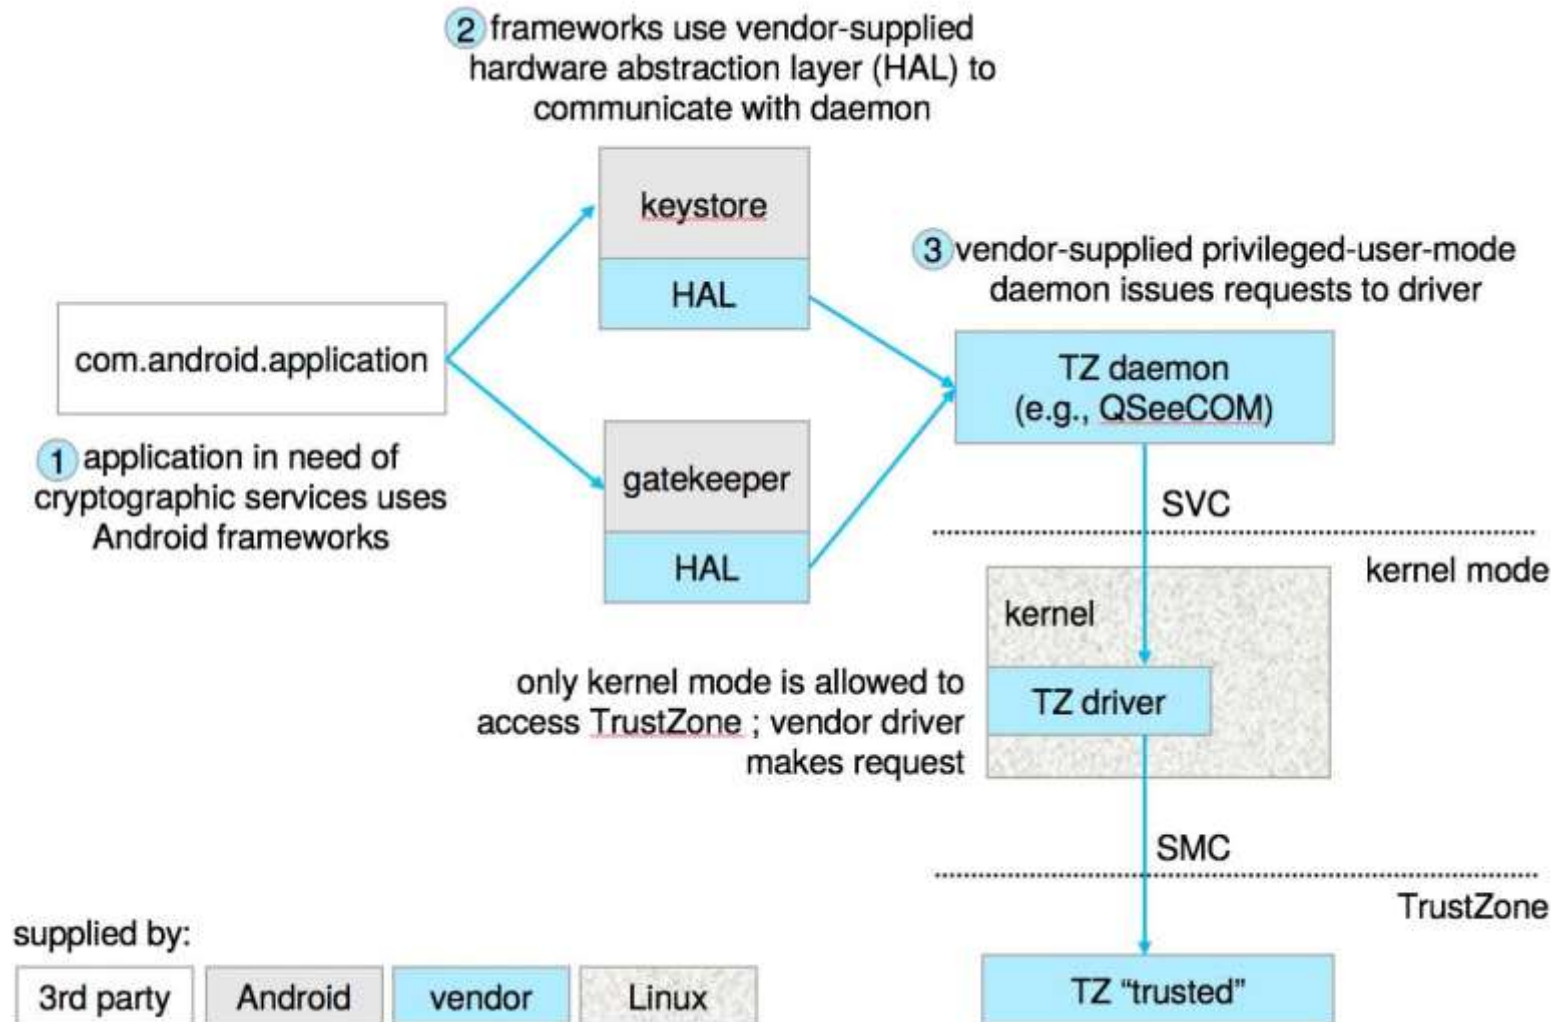 2 frameworks use vendor-supplied
hardware abstraction layer (HAL) to
communicate with daemon
keystore
HAL
3 vendor-supplied privileged-user-mode
daemon issues requests to driver
com.android.application
TZ daemon
(e.g., QSeeCOM)
1 application in need of
cryptographic services uses
Android frameworks
gatekeeper
HAL
SVC
kernel mode
kernel
only kernel mode is allowed to
access TrustZone ; vendor driver
makes request
TZ driver
SMC
TrustZone
supplied by:
3rd party
Android
vendor
Linux
TZ “trusted”